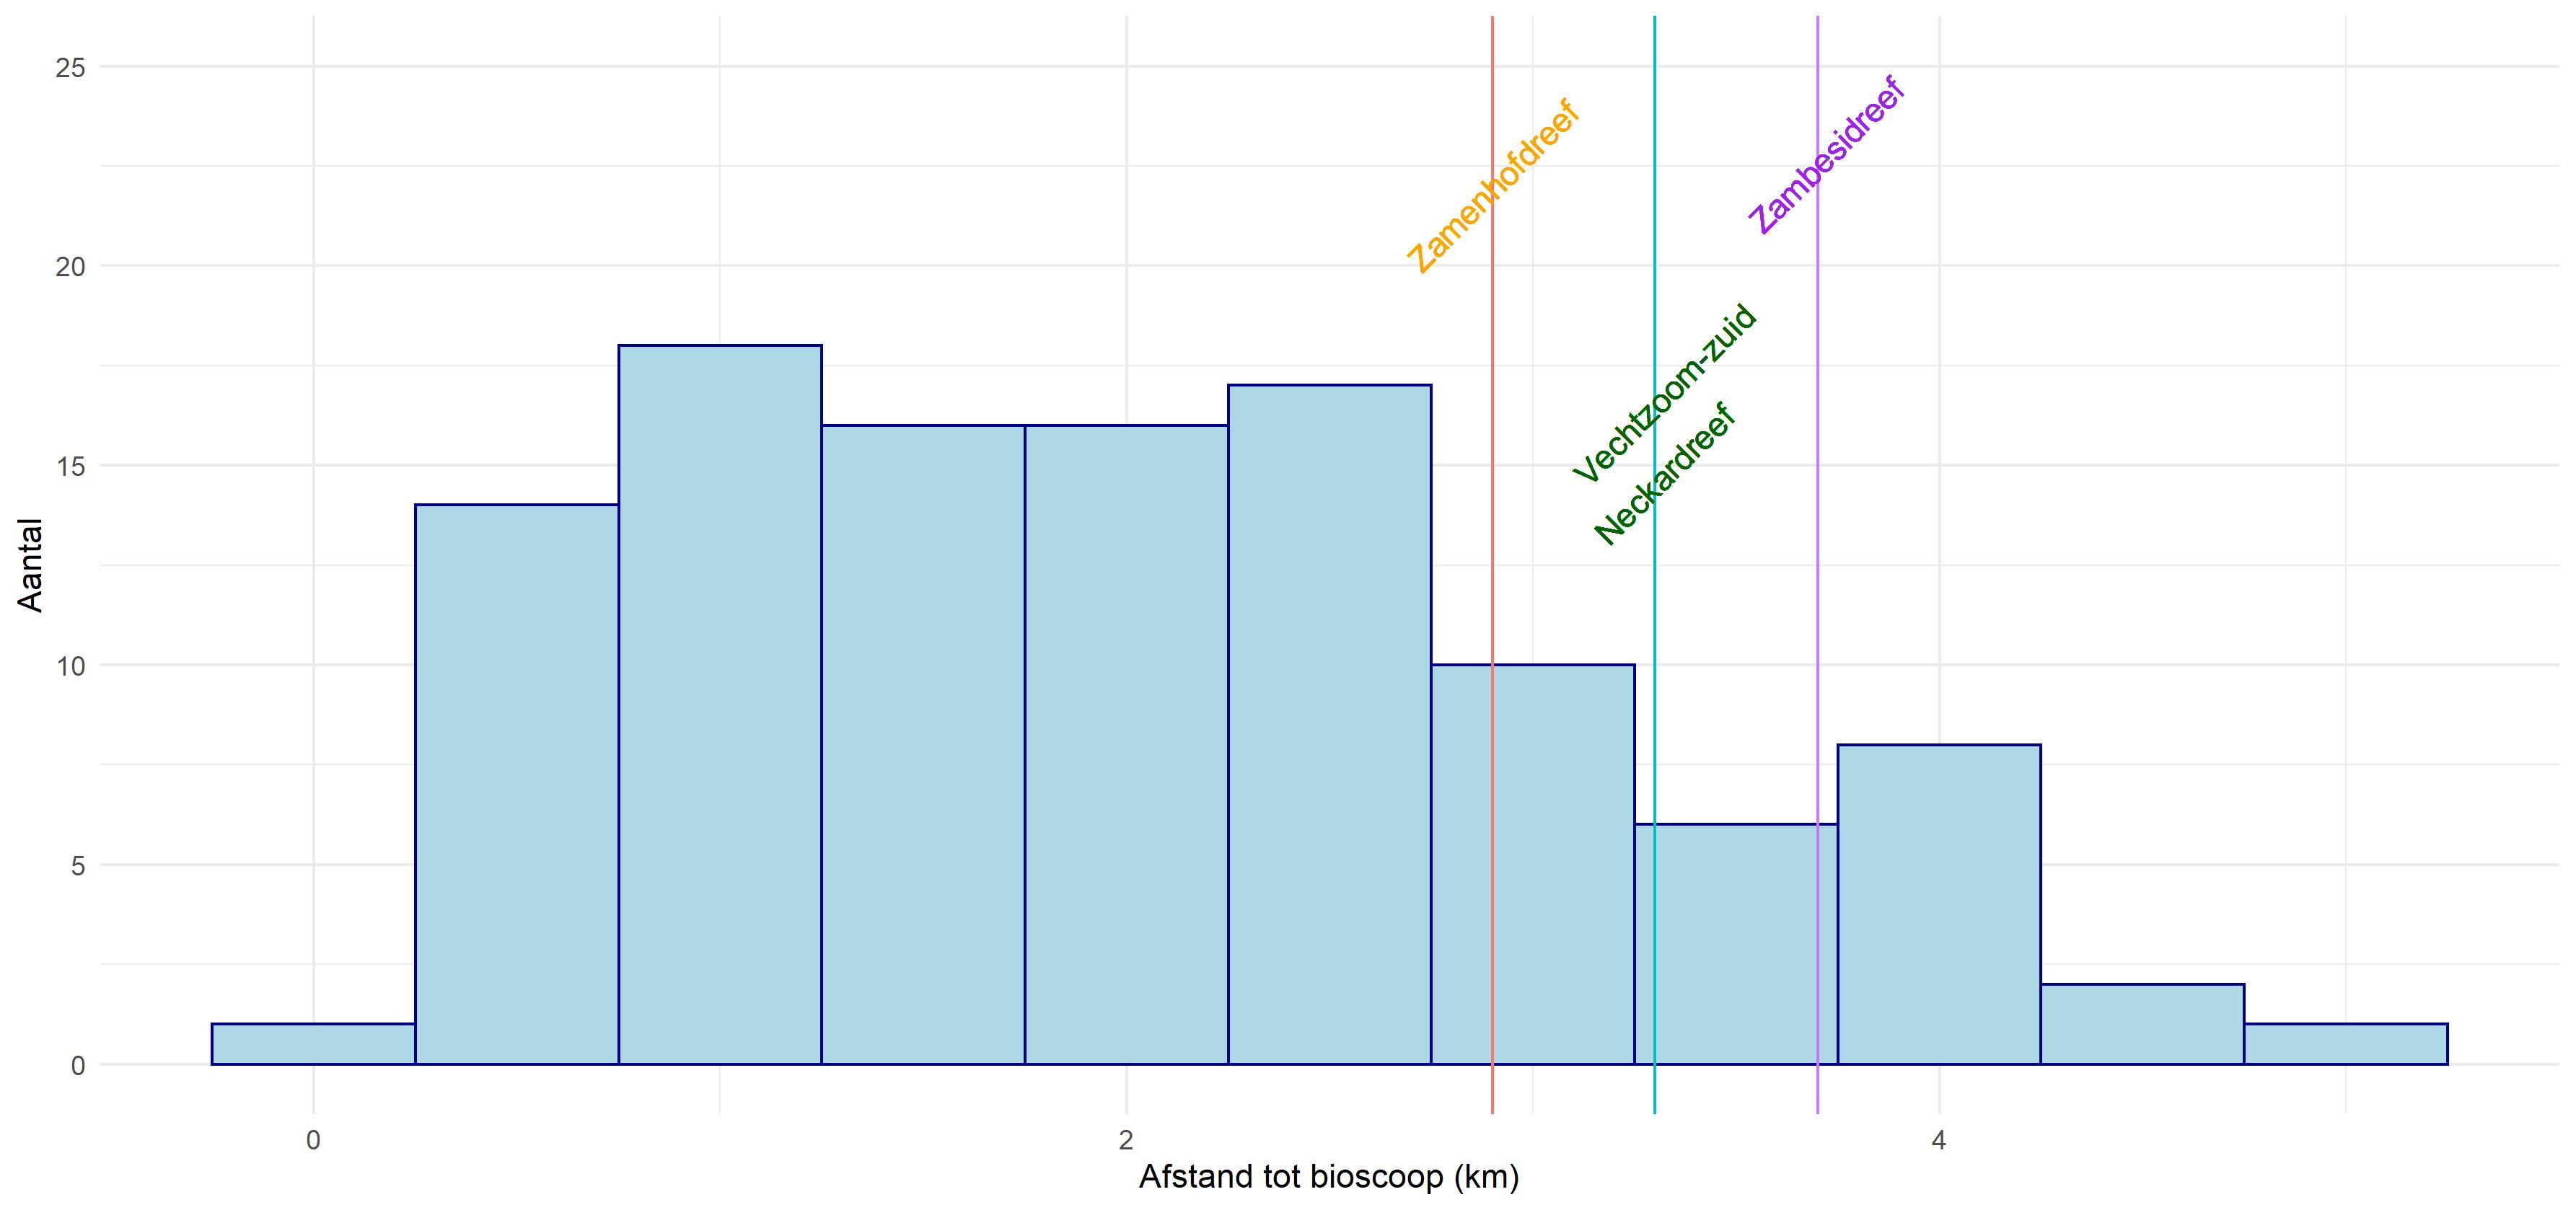 25
20
15
10
5
0
Aantal
Zamenhofdreef
Zambesidreef
Vechtzoom-zuid
Neckardreef
0
2
4
Afstand tot bioscoop (km)